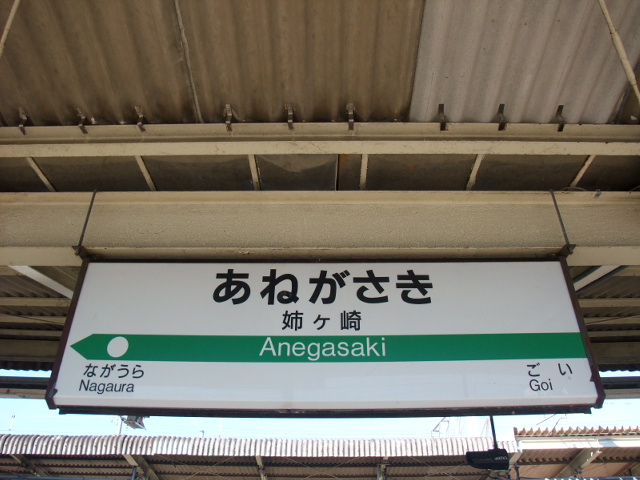 あねがさき
姉ヶ崎
Anegasaki
ながうら
Nagaura
ごい
Goi